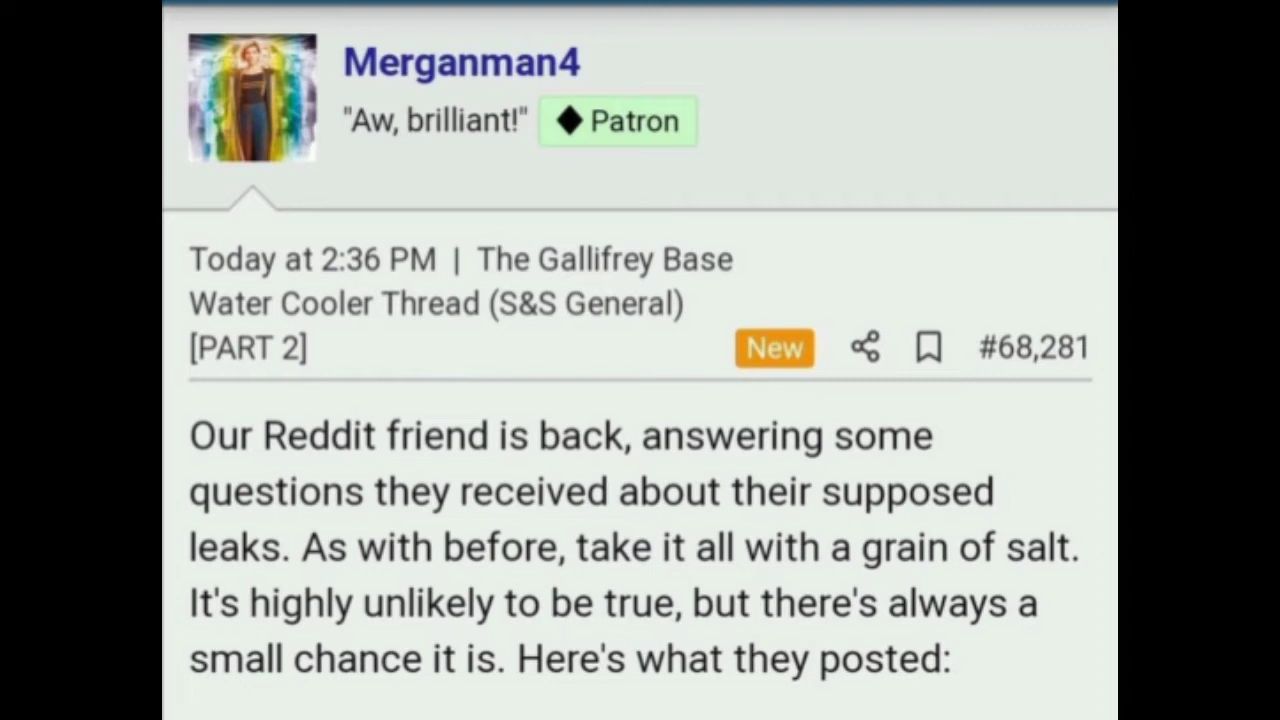 Merganman4
"Aw, brilliant!" ◆ Patron
Today at 2:36 PM | The Gallifrey Base
Water Cooler Thread (S&S General)
[PART 2] New #68,281
Our Reddit friend is back, answering some
questions they received about their supposed
leaks. As with before, take it all with a grain of salt.
It's highly unlikely to be true, but there's always a
small chance it is. Here's what they posted: